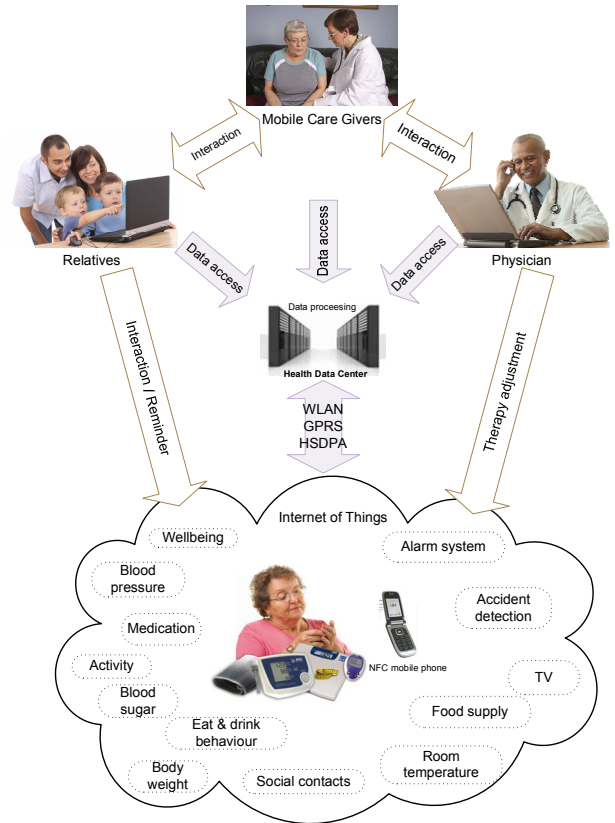 Mobile Care Givers
Interaction
Interaction
Relatives
Physician
Data access
Data access
Data access
Data proceesing
Health Data Center
Interaction / Reminder
Therapy adjustment
WLAN
GPRS
HSDPA
Internet of Things
Wellbeing
Alarm system
Blood
pressure
Accident
detection
Medication
NFC mobile phone
Activity
TV
Blood
sugar
Food supply
Eat & drink
behaviour
Room
temperature
Body
weight
Social contacts